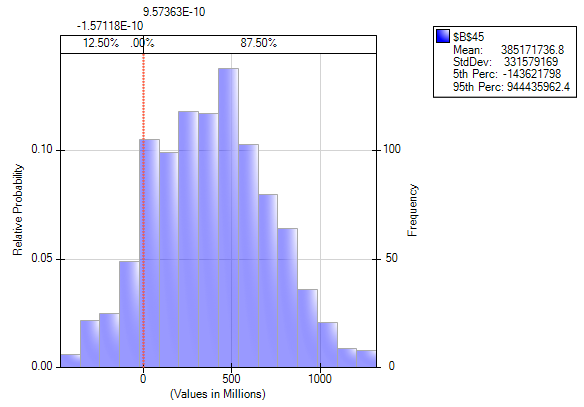 9.57363E-10
-1.57118E-10
12.50% .00% 87.50%
$B$45
Mean: 385171736.8
StdDev: 331579169
5th Perc: -143621798
95th Perc: 944435962.4
Relative Probability
0.10
0.05
0.00
100
50
0
Frequency
0 500 1000
(Values in Millions)